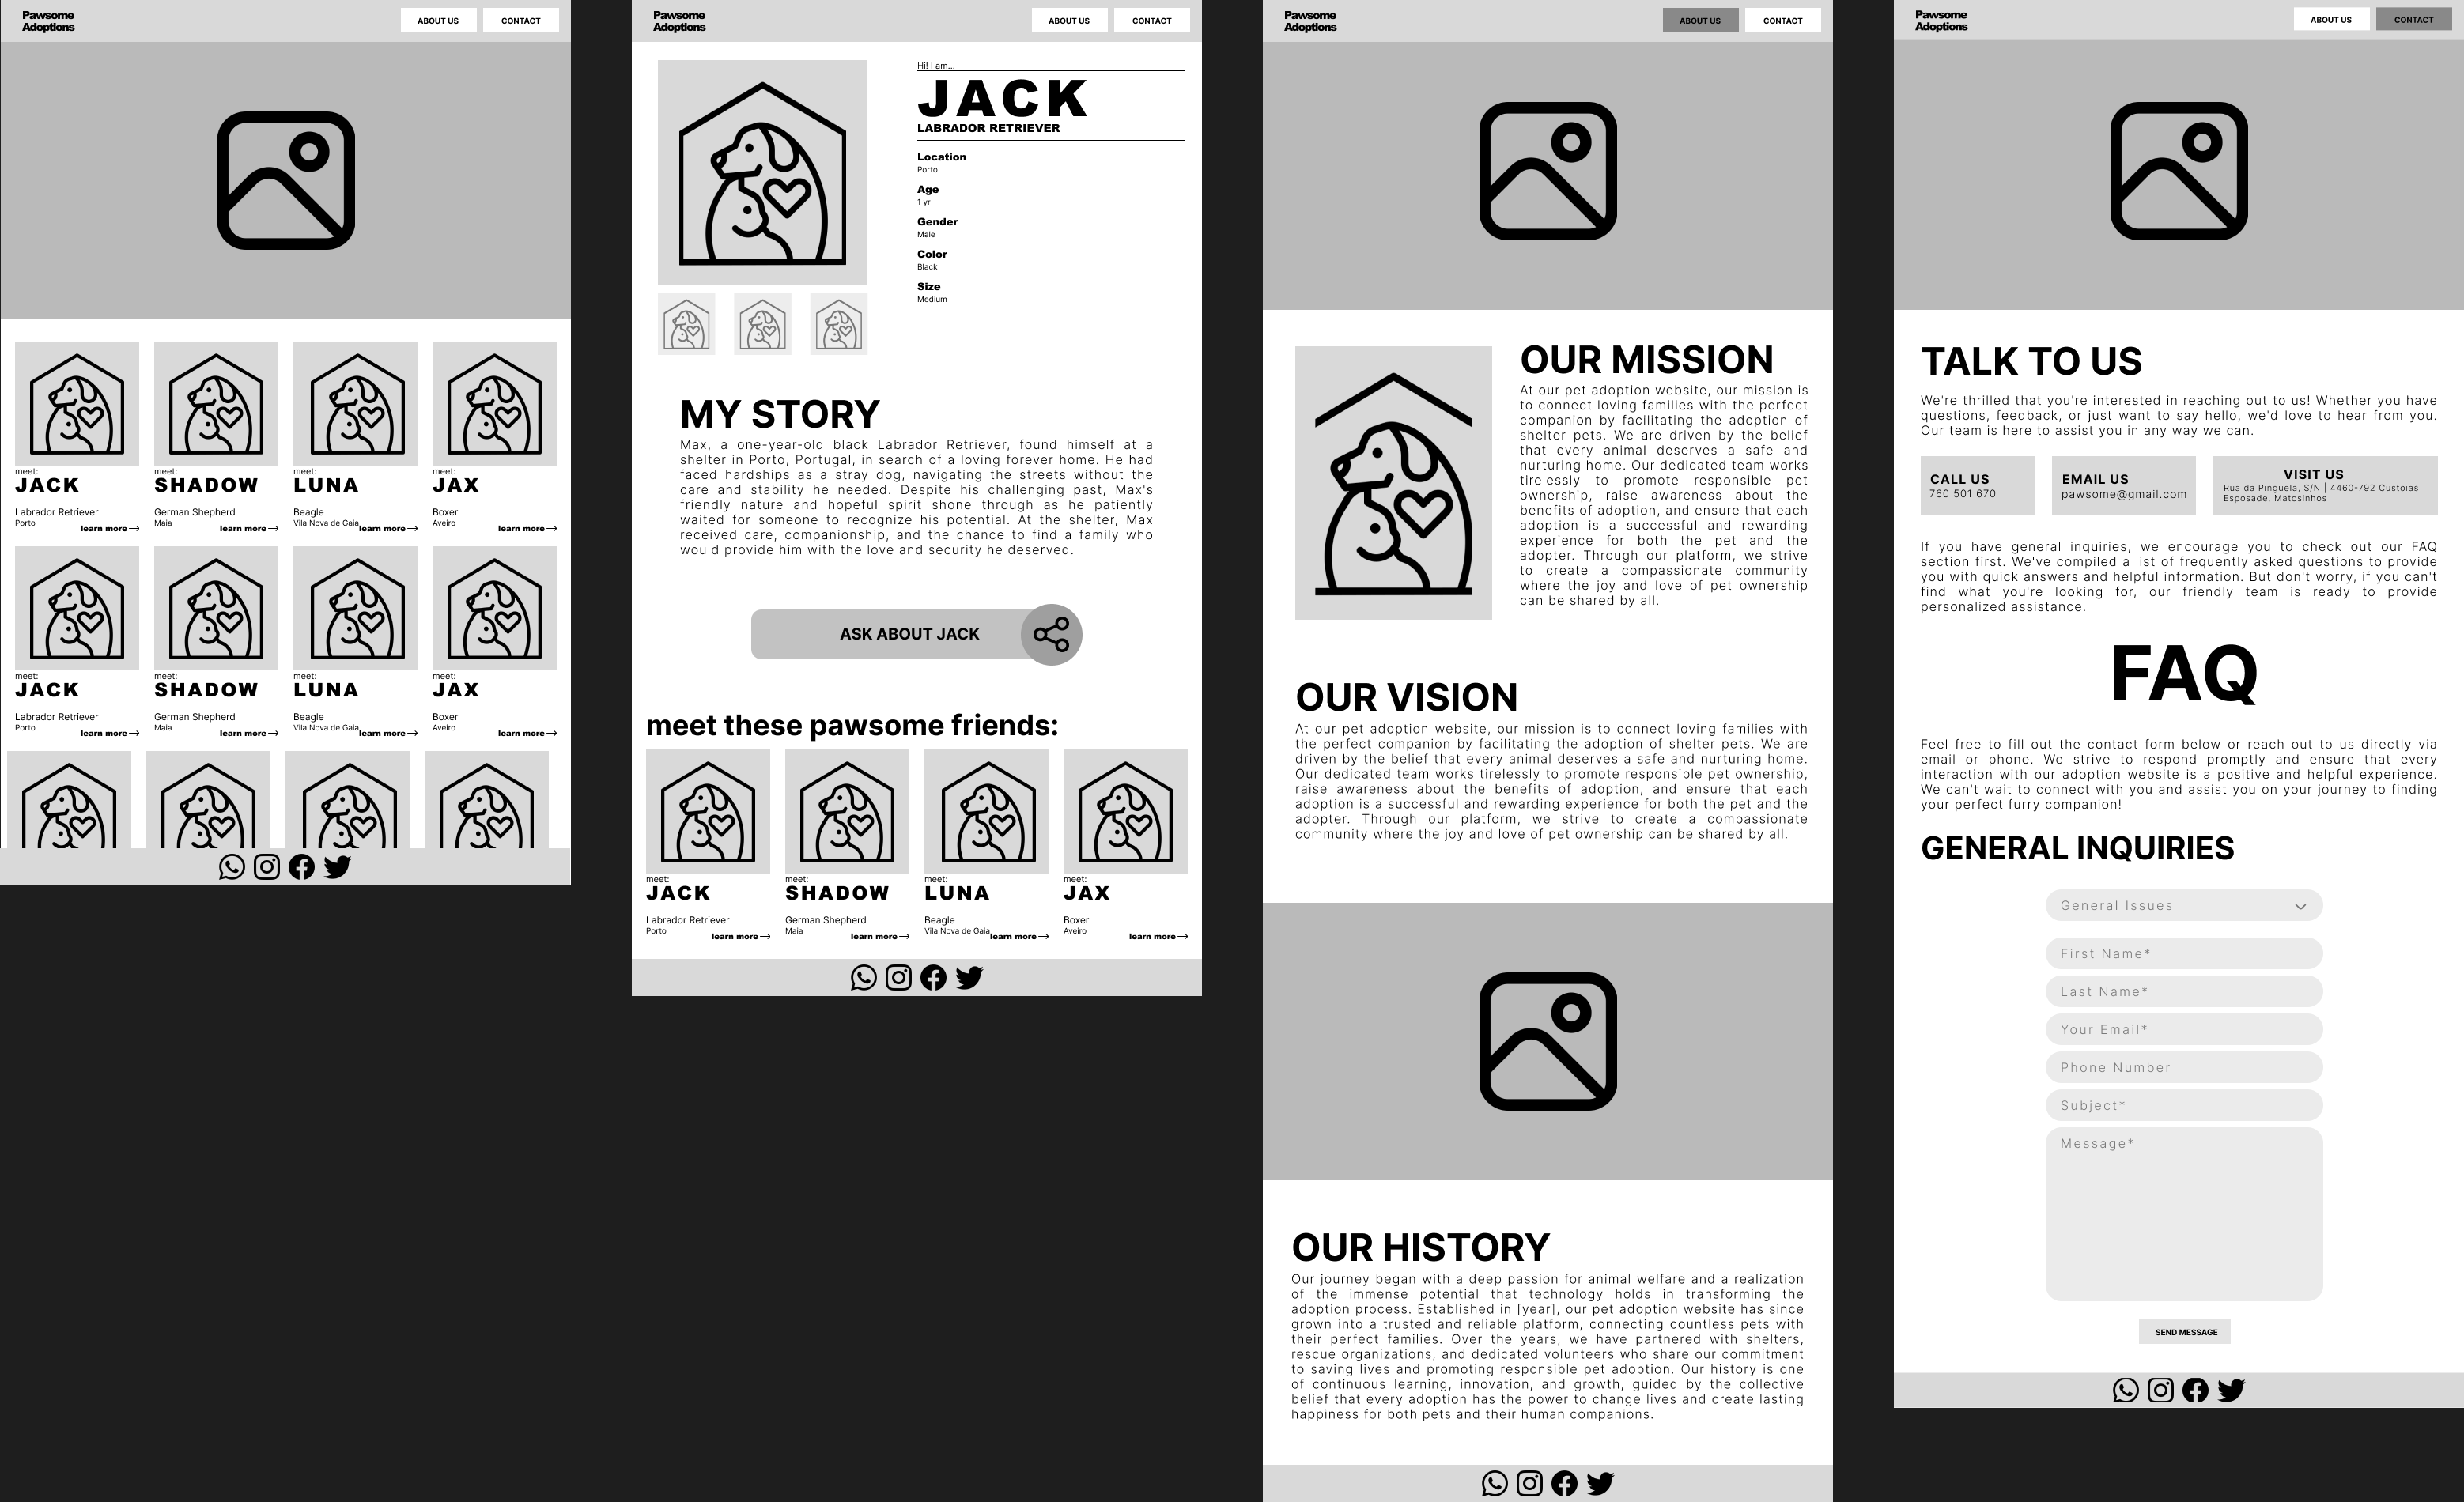 Pawsome
Adoptions
ABOUT US
CONTACT
meet:
JACK
Labrador Retriever
Porto
learn more
meet:
SHADOW
German Shepherd
Maia
learn more
meet:
LUNA
Beagle
Vila Nova de Gaia
learn more
meet:
JAX
Boxer
Aveiro
learn more
meet:
JACK
Labrador Retriever
Porto
learn more
meet:
SHADOW
German Shepherd
Maia
learn more
meet:
LUNA
Beagle
Vila Nova de Gaia
learn more
meet:
JAX
Boxer
Aveiro
learn more
Pawsome
Adoptions
ABOUT US
CONTACT
Hi! I am...
JACK
LABRADOR RETRIEVER
Location
Porto
Age
1 yr
Gender
Male
Color
Black
Size
Medium
MY STORY
Max, a one-year-old black Labrador Retriever, found himself at a
shelter in Porto, Portugal, in search of a loving forever home. He had
faced hardships as a stray dog, navigating the streets without the
care and stability he needed. Despite his challenging past, Max's
friendly nature and hopeful spirit shone through as he patiently
waited for someone to recognize his potential. At the shelter, Max
received care, companionship, and the chance to find a family who
would provide him with the love and security he deserved.
ASK ABOUT JACK
meet these pawsome friends:
meet:
JACK
Labrador Retriever
Porto
learn more
meet:
SHADOW
German Shepherd
Maia
learn more
meet:
LUNA
Beagle
Vila Nova de Gaia
learn more
meet:
JAX
Boxer
Aveiro
learn more
Pawsome
Adoptions
ABOUT US
CONTACT
OUR MISSION
At our pet adoption website, our mission is
to connect loving families with the perfect
companion by facilitating the adoption of
shelter pets. We are driven by the belief
that every animal deserves a safe and
nurturing home. Our dedicated team works
tirelessly to promote responsible pet
ownership, raise awareness about the
benefits of adoption, and ensure that each
adoption is a successful and rewarding
experience for both the pet and the
adopter. Through our platform, we strive
to create a compassionate community
where the joy and love of pet ownership
can be shared by all.
OUR VISION
At our pet adoption website, our mission is to connect loving families with
the perfect companion by facilitating the adoption of shelter pets. We are
driven by the belief that every animal deserves a safe and nurturing home.
Our dedicated team works tirelessly to promote responsible pet ownership,
raise awareness about the benefits of adoption, and ensure that each
adoption is a successful and rewarding experience for both the pet and the
adopter. Through our platform, we strive to create a compassionate
community where the joy and love of pet ownership can be shared by all.
OUR HISTORY
Our journey began with a deep passion for animal welfare and a realization
of the immense potential that technology holds in transforming the
adoption process. Established in [year], our pet adoption website has since
grown into a trusted and reliable platform, connecting countless pets with
their perfect families. Over the years, we have partnered with shelters,
rescue organizations, and dedicated volunteers who share our commitment
to saving lives and promoting responsible pet adoption. Our history is one
of continuous learning, innovation, and growth, guided by the collective
belief that every adoption has the power to change lives and create lasting
happiness for both pets and their human companions.
Pawsome
Adoptions
ABOUT US
CONTACT
TALK TO US
We're thrilled that you're interested in reaching out to us! Whether you have
questions, feedback, or just want to say hello, we'd love to hear from you.
Our team is here to assist you in any way we can.
CALL US
760 501 670
EMAIL US
pawsome@gmail.com
VISIT US
Rua da Pinguela, S/N | 4460-792 Custoias
Esposade, Matosinhos
If you have general inquiries, we encourage you to check out our FAQ
section first. We've compiled a list of frequently asked questions to provide
you with quick answers and helpful information. But don't worry, if you can't
find what you're looking for, our friendly team is ready to provide
personalized assistance.
FAQ
Feel free to fill out the contact form below or reach out to us directly via
email or phone. We strive to respond promptly and ensure that every
interaction with our adoption website is a positive and helpful experience.
We can't wait to connect with you and assist you on your journey to finding
your perfect furry companion!
GENERAL INQUIRIES
General Issues
First Name*
Last Name*
Your Email*
Phone Number
Subject*
Message*
SEND MESSAGE